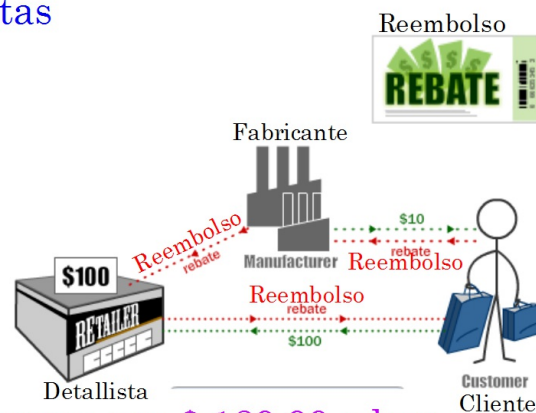 tas
Reembolso
REBATE
Fabricante
Reembolso
rebate
$10
rebate
Manufacturer
Reembolso
$100
Reembolso
rebate
RETAILER
$100
Detallista
Customer
Cliente